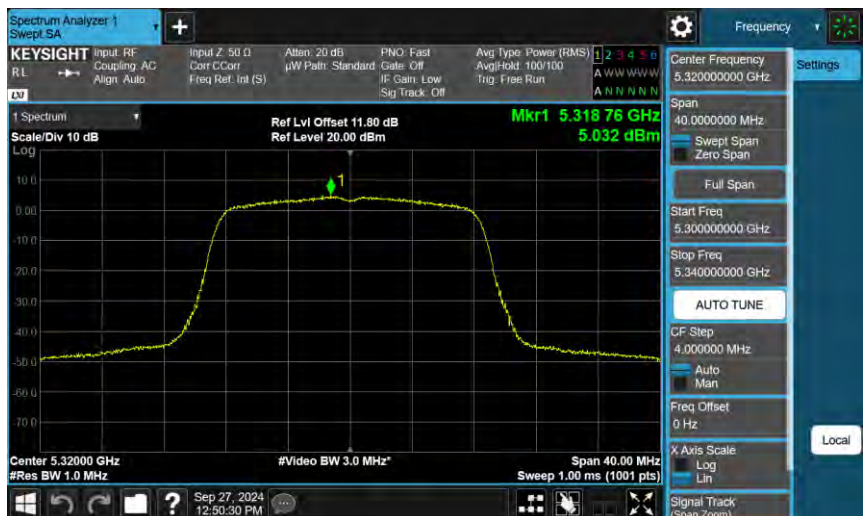 Spectrum Analyzer 1
Swept SA
+
Frequency
KEYSIGHT
RL
LXI
Input: RF
Coupling: AC
Align: Auto
Input Z: 50 Ω
Corr CCorr
Freq Ref: Int (S)
Atten: 20 dB
µW Path: Standard
PNO: Fast
Gate: Off
IF Gain: Low
Sig Track: Off
Avg Type: Power (RMS)
Avg|Hold: 100/100
Trig: Free Run
1 2 3 4 5 6
A W W W W W
A N N N N N
1 Spectrum
Scale/Div 10 dB
Log
Ref Lvl Offset 11.80 dB
Ref Level 20.00 dBm
Mkr1 5.318 76 GHz
5.032 dBm
1
10.0
0.00
-10.0
-20.0
-30.0
-40.0
-50.0
-60.0
-70.0
Center 5.32000 GHz
#Res BW 1.0 MHz
#Video BW 3.0 MHz*
Span 40.00 MHz
Sweep 1.00 ms (1001 pts)
?
Sep 27, 2024
12:50:30 PM
Center Frequency
5.320000000 GHz
Span
40.0000000 MHz
Swept Span
Zero Span
Full Span
Start Freq
5.300000000 GHz
Stop Freq
5.340000000 GHz
AUTO TUNE
CF Step
4.000000 MHz
Auto
Man
Freq Offset
0 Hz
X Axis Scale
Log
Lin
Signal Track
(Span Zoom)
Settings
Local